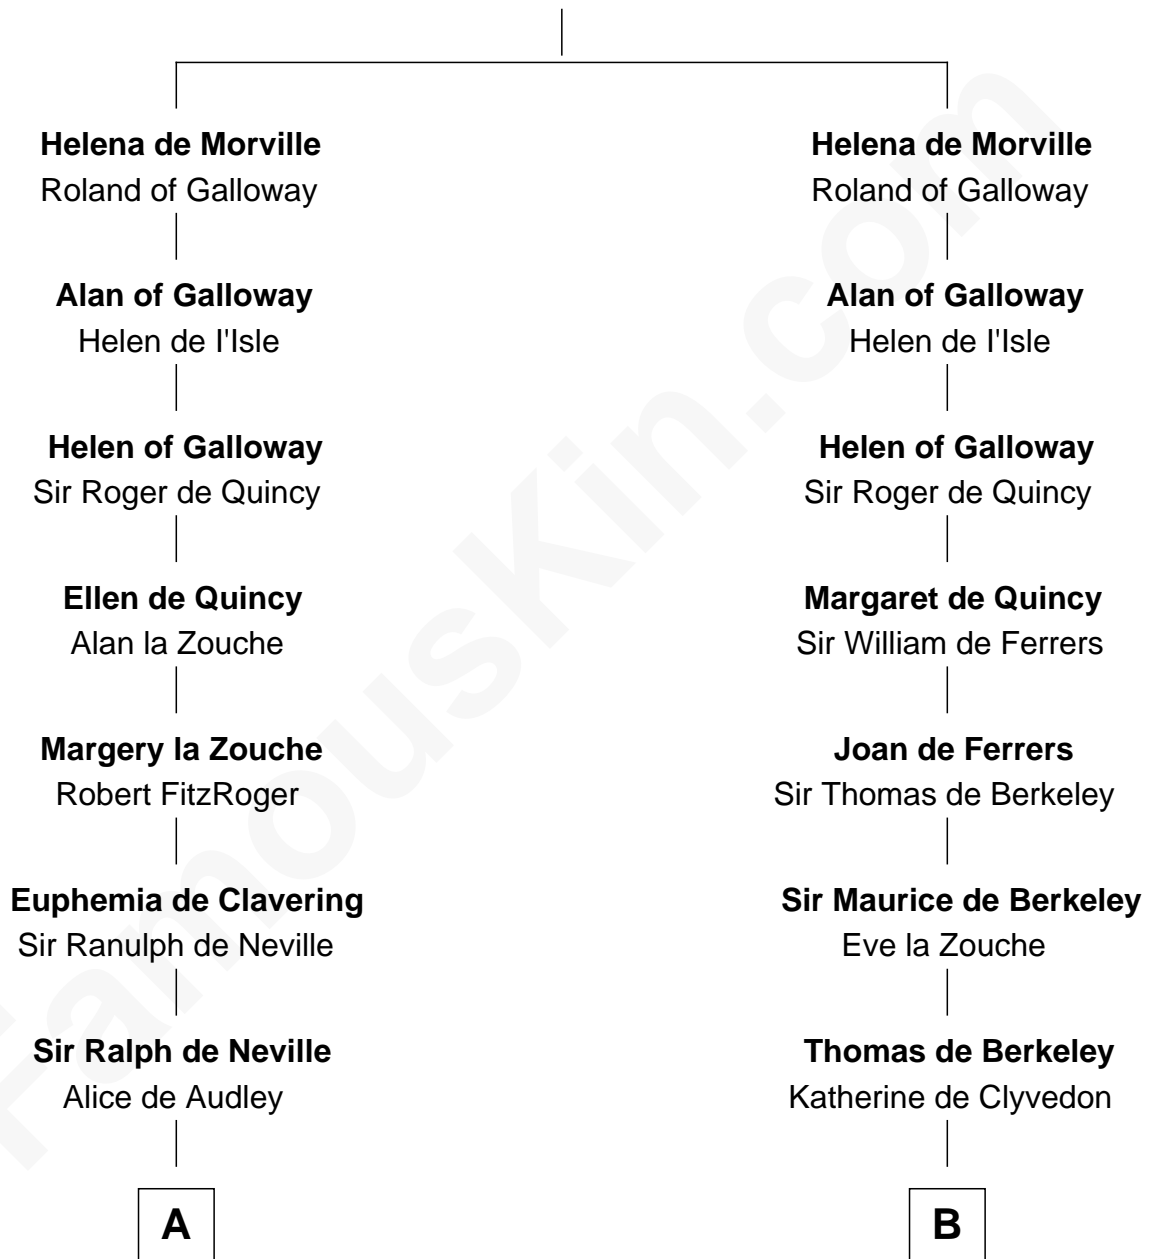 Helena de Morville
Roland of Galloway
Alan of Galloway
Helen de I'Isle
Helen of Galloway
Sir Roger de Quincy
Ellen de Quincy
Alan la Zouche
Margery la Zouche
Robert FitzRoger
Euphemia de Clavering
Sir Ranulph de Neville
Sir Ralph de Neville
Alice de Audley
A
Helena de Morville
Roland of Galloway
Alan of Galloway
Helen de I'Isle
Helen of Galloway
Sir Roger de Quincy
Margaret de Quincy
Sir William de Ferrers
Joan de Ferrers
Sir Thomas de Berkeley
Sir Maurice de Berkeley
Eve la Zouche
Thomas de Berkeley
Katherine de Clyvedon
B
FamousKin.com